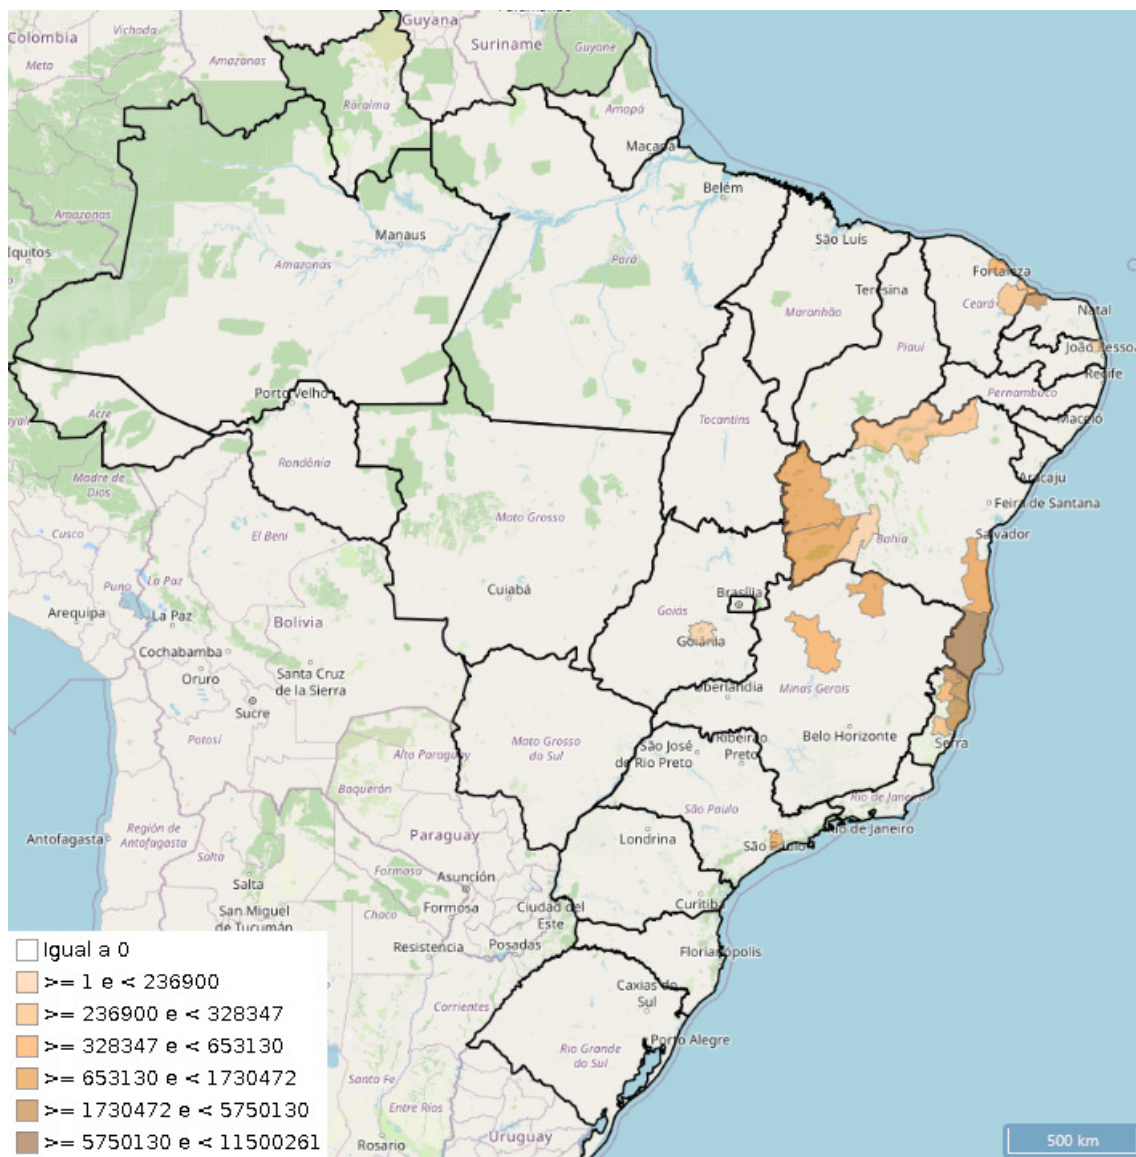 Guyana
Colombia
Vichada
Suriname
Guyane
Meta
Amazonas
Roraima
Amapá
Macapá
Belém
Amazonas
Manaus
São Luís
Iquitos
Amazonas
Pará
Fortaleza
Teresina
Ceará
Maranhão
Natal
Piauí
João Pessoa
Recife
Porto Velho
Pernambuco
Acre
Tocantins
Maceió
Rondônia
Madre de
Dios
Aracaju
Feira de Santana
Mato Grosso
Cusco
El Beni
Bahia
Salvador
Puno
La Paz
Cuiabá
Brasília
Arequipa
La Paz
Goiás
Goiânia
Bolivia
Cochabamba
Santa Cruz
de la Sierra
Oruro
Uberlândia
Minas Gerais
Sucre
Potosí
Alto Paraguay
Mato Grosso
do Sul
São José
do Rio Preto
Ribeirão
Preto
Belo Horizonte
Serra
Boquerón
São Paulo
Rio de Janeiro
Antofagasta
Región de
Antofagasta
Paraguay
Londrina
São Paulo
Rio de Janeiro
Salta
Formosa
Asunción
Salta
Chaco
Formosa
Ciudad del
Este
Curitiba
San Miguel
de Tucumán
Resistencia
Posadas
Florianópolis
Igual a 0
>= 1 e < 236900
Caxias do
Sul
>= 236900 e < 328347
Corrientes
>= 328347 e < 653130
Porto Alegre
Rio Grande
do Sul
>= 653130 e < 1730472
Santa Fe
>= 1730472 e < 5750130
Entre Ríos
>= 5750130 e < 11500261
Rosario
Uruguay
500 km